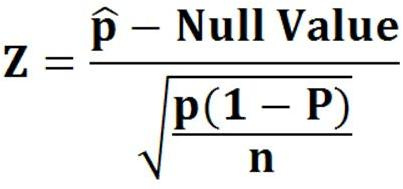 Z = p̂ − Null Value
√ p(1 − P)
n